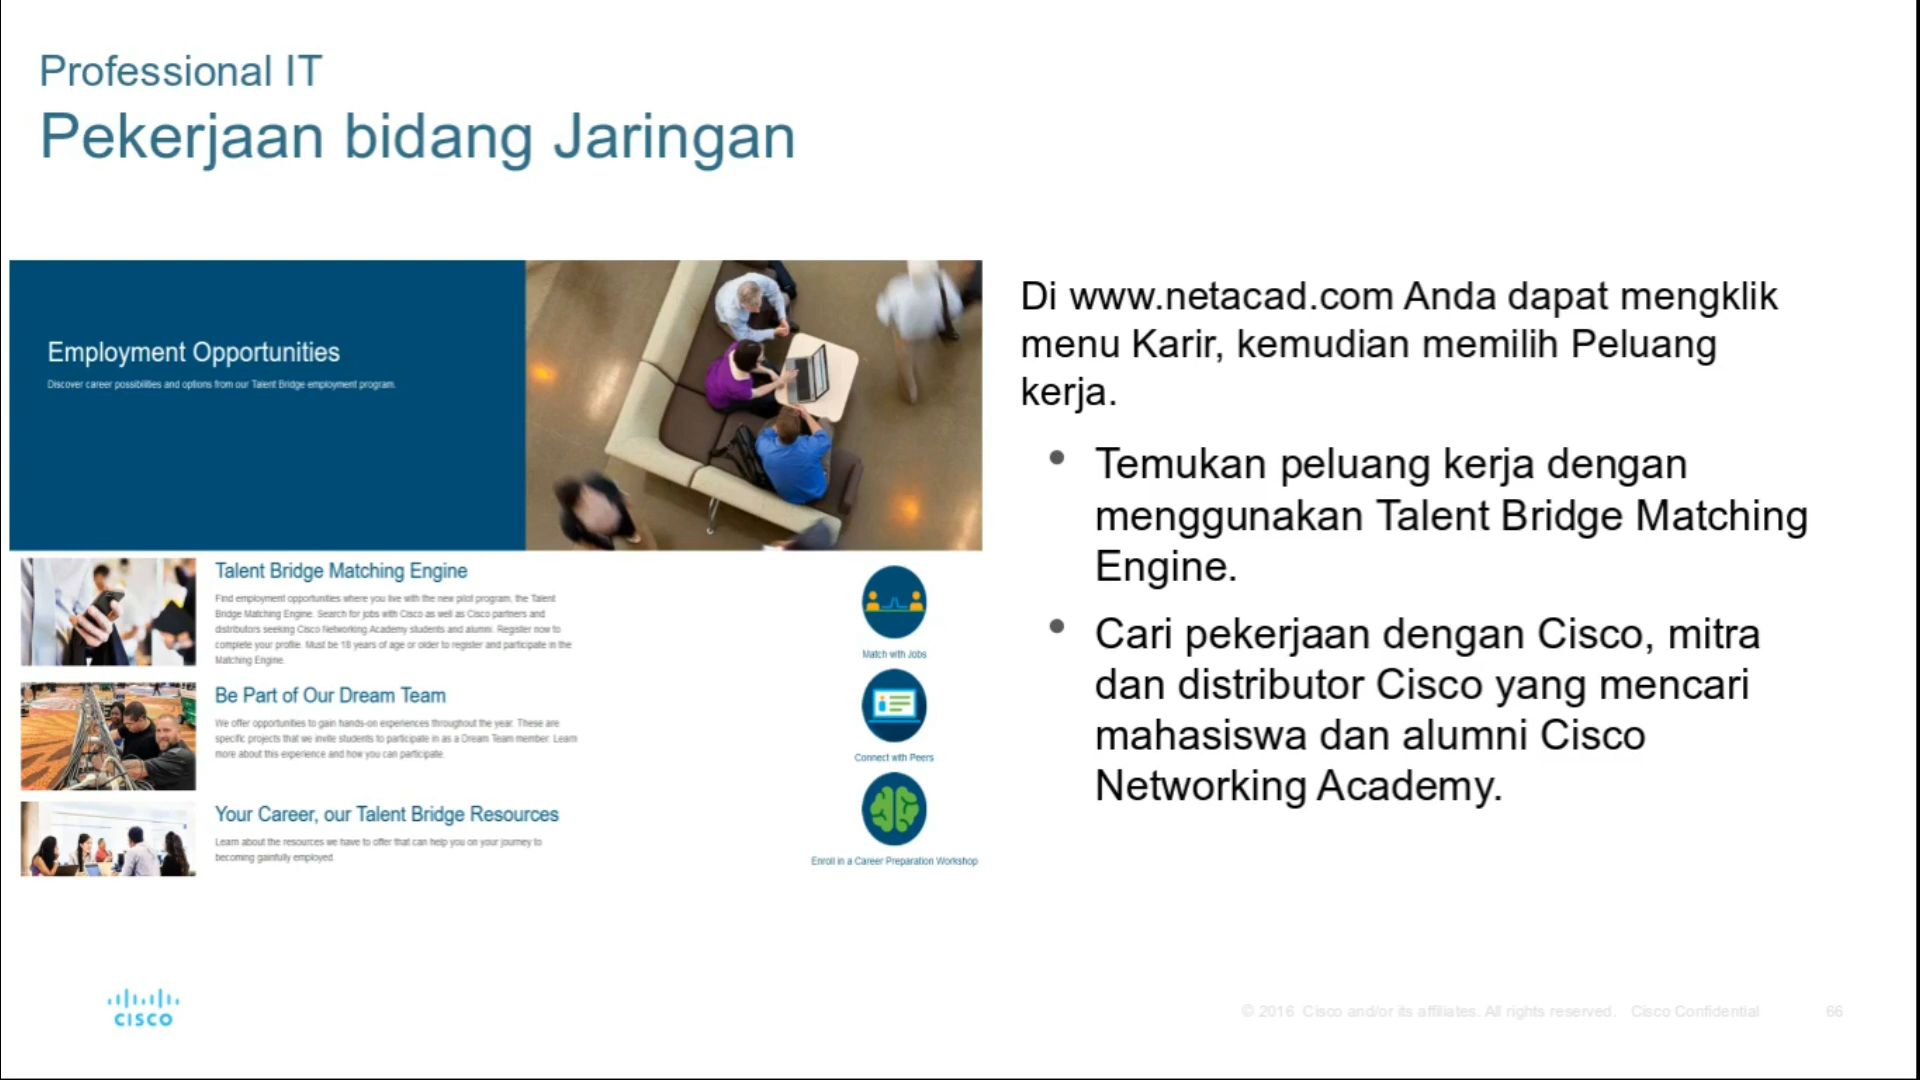 Professional IT
Pekerjaan bidang Jaringan
Employment Opportunities
Discover career possibilities and options from our Talent Bridge employment program.
Talent Bridge Matching Engine
Find employment opportunities where you live with the new pilot program, the Talent
Bridge Matching Engine. Search for jobs with Cisco as well as Cisco partners and
distributors seeking Cisco Networking Academy students and alumni. Register now to
complete your profile. Must be 18 years of age or older to register and participate in the
Matching Engine.
Be Part of Our Dream Team
We offer opportunities to gain hands-on experiences throughout the year. These are
specific projects that we invite students to participate in as a Dream Team member. Learn
more about this experience and how you can participate.
Your Career, our Talent Bridge Resources
Learn about the resources we have to offer that can help you on your journey to
becoming gainfully employed
Match with Jobs
Connect with Peers
Enroll in a Career Preparation Workshop
Di www.netacad.com Anda dapat mengklik
menu Karir, kemudian memilih Peluang
kerja.
• Temukan peluang kerja dengan
menggunakan Talent Bridge Matching
Engine.
• Cari pekerjaan dengan Cisco, mitra
dan distributor Cisco yang mencari
mahasiswa dan alumni Cisco
Networking Academy.
CISCO
© 2016 Cisco and/or its affiliates. All rights reserved. Cisco Confidential 66